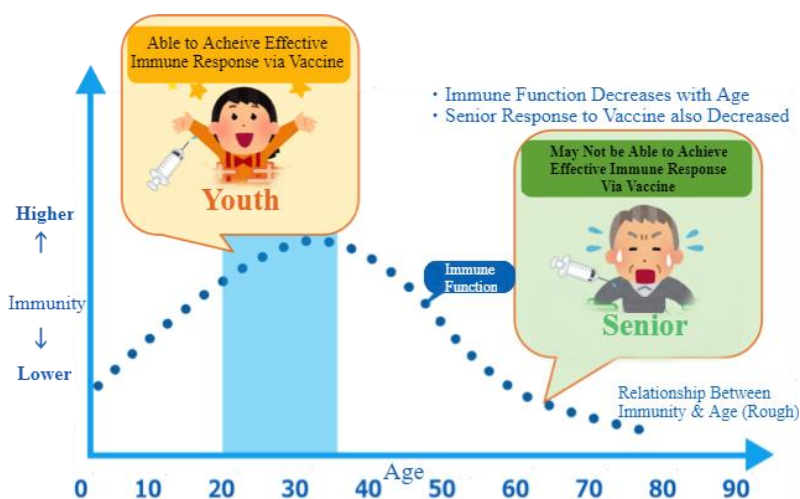 Able to Acheive Effective
Immune Response via Vaccine
Youth
・Immune Function Decreases with Age
・Senior Response to Vaccine also Decreased
May Not be Able to Achieve
Effective Immune Response
Via Vaccine
Senior
Higher
↑
Immunity
↓
Lower
Immune
Function
Relationship Between
Immunity & Age (Rough)
Age
0 10 20 30 40 50 60 70 80 90